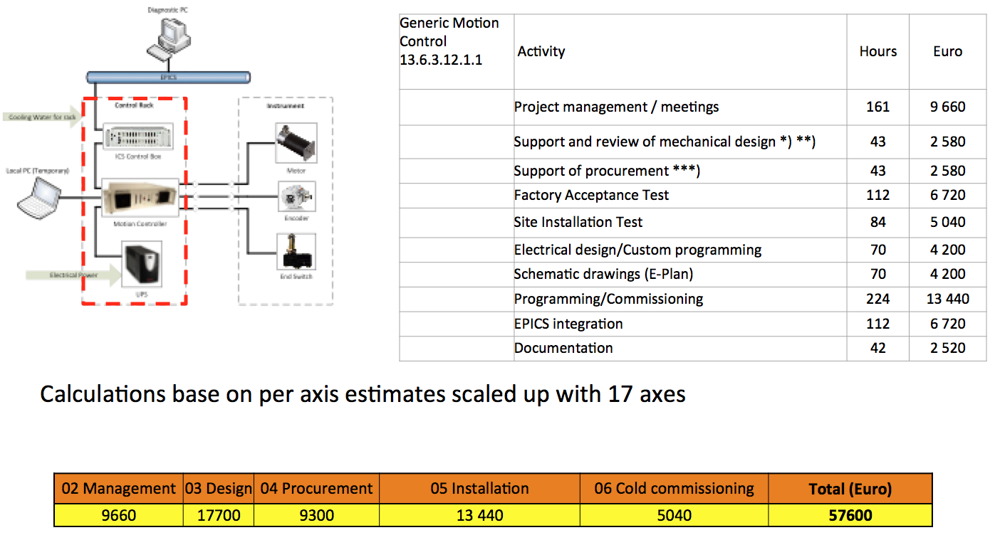 Diagnostic PC
EPICS
Control Rack
Instrument
Cooling Water for rack
ICS Control Box
Motor
Local PC (Temporary)
Motion Controller
Encoder
Electrical Power
End Switch
UPS
Generic Motion
Control
13.6.3.12.1.1
Activity Hours Euro
Project management / meetings 161 9 660
Support and review of mechanical design *) **) 43 2 580
Support of procurement ***) 43 2 580
Factory Acceptance Test 112 6 720
Site Installation Test 84 5 040
Electrical design/Custom programming 70 4 200
Schematic drawings (E-Plan) 70 4 200
Programming/Commissioning 224 13 440
EPICS integration 112 6 720
Documentation 42 2 520
Calculations base on per axis estimates scaled up with 17 axes
02 Management 03 Design 04 Procurement 05 Installation 06 Cold commissioning Total (Euro)
9660 17700 9300 13 440 5040 57600